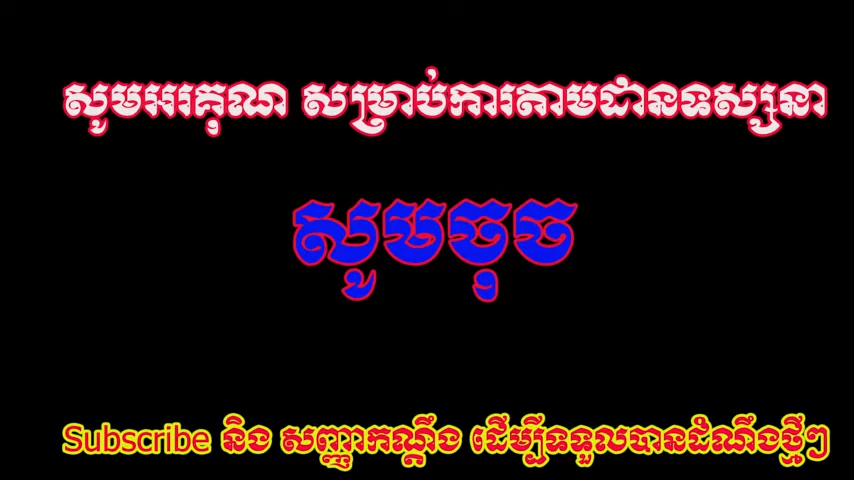 សូមអរគុណ សម្រាប់ការតាមដានទស្សនា
សូមចុច
Subscribe និង សញ្ញាកណ្ដឹង ដើម្បីទទួលបានដំណឹងថ្មីៗ